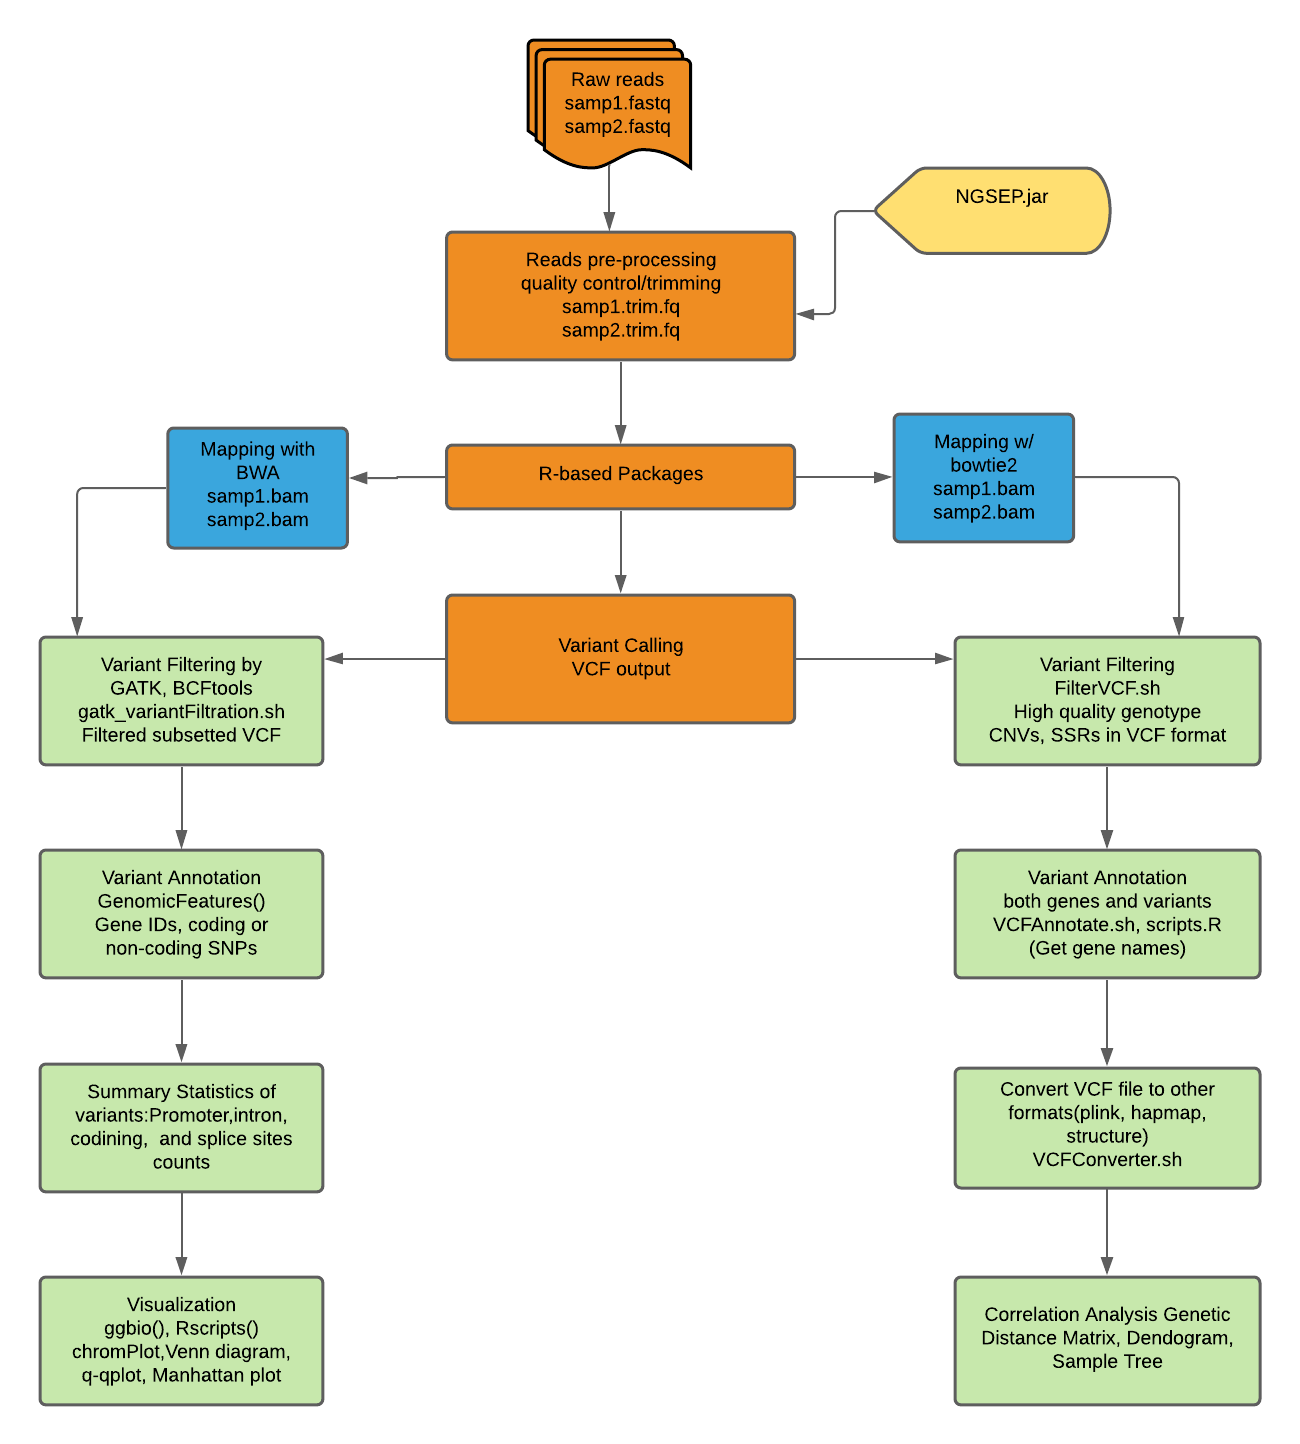 Raw reads
samp1.fastq
samp2.fastq
NGSEP.jar
Reads pre-processing
quality control/trimming
samp1.trim.fq
samp2.trim.fq
Mapping with
BWA
samp1.bam
samp2.bam
R-based Packages
Mapping w/
bowtie2
samp1.bam
samp2.bam
Variant Calling
VCF output
Variant Filtering by
GATK, BCFtools
gatk_variantFiltration.sh
Filtered subsetted VCF
Variant Filtering
FilterVCF.sh
High quality genotype
CNVs, SSRs in VCF format
Variant Annotation
GenomicFeatures()
Gene IDs, coding or
non-coding SNPs
Variant Annotation
both genes and variants
VCFAnnotate.sh, scripts.R
(Get gene names)
Summary Statistics of
variants:Promoter,intron,
codining,  and splice sites
counts
Convert VCF file to other
formats(plink, hapmap,
structure)
VCFConverter.sh
Visualization
ggbio(), Rscripts()
chromPlot,Venn diagram,
q-qplot, Manhattan plot
Correlation Analysis Genetic
Distance Matrix, Dendogram,
Sample Tree